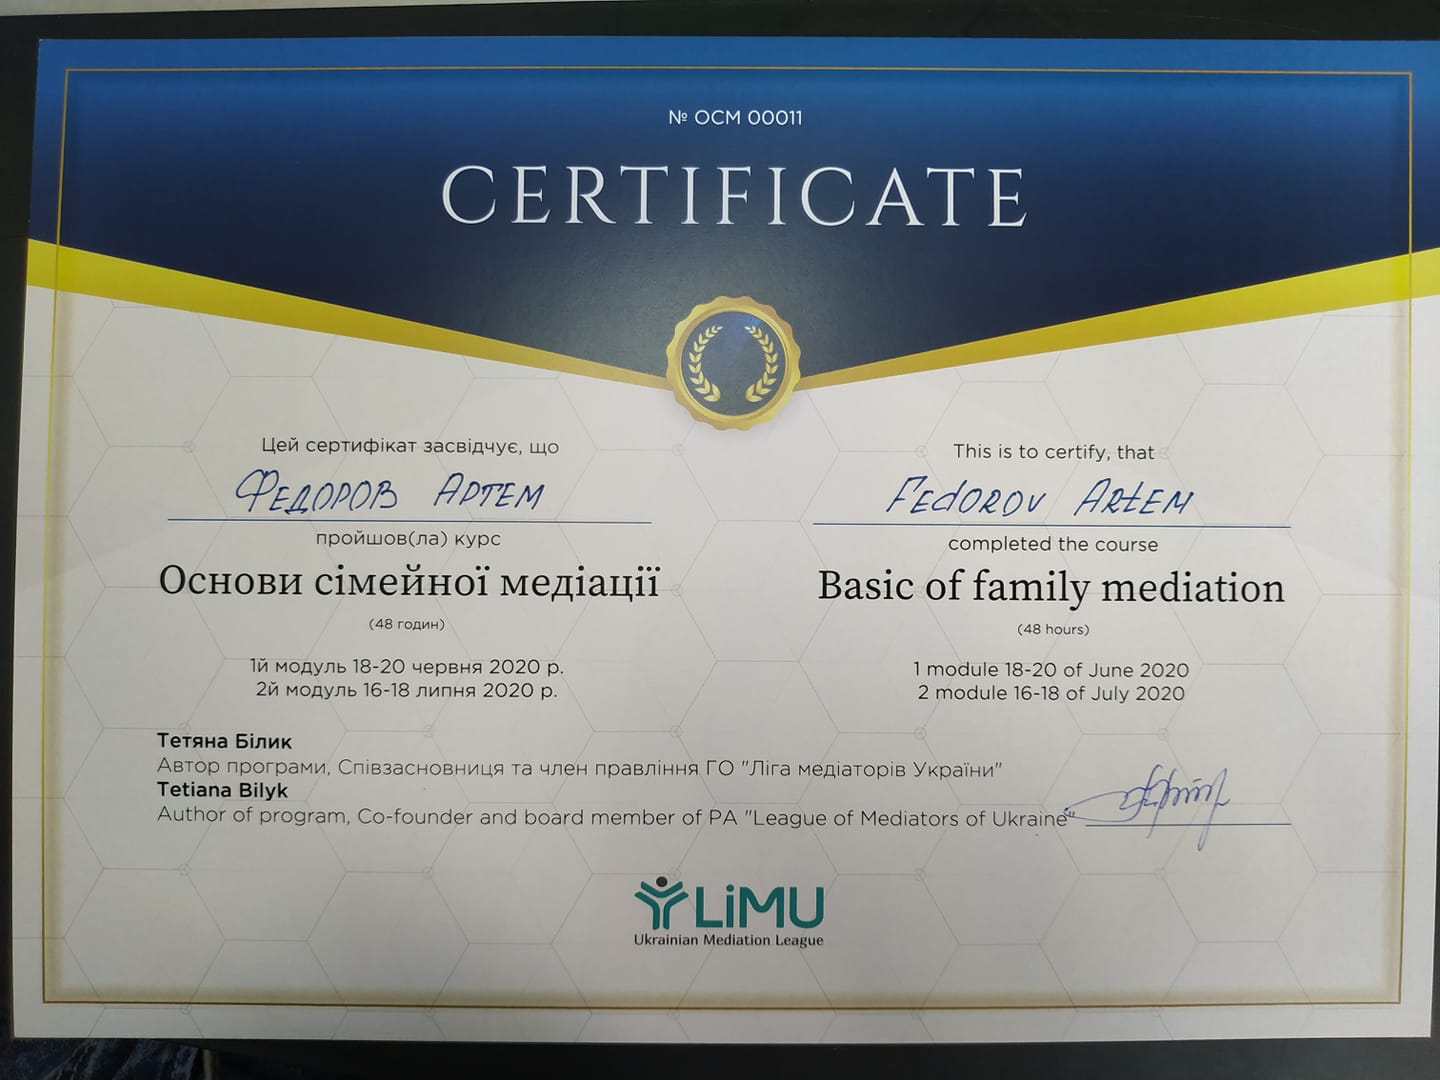 № ОСМ 00011
CERTIFICATE
Цей сертифікат засвідчує, що
ФЕДОРОВ АРТЕМ
пройшов(ла) курс
Основи сімейної медіації
(48 годин)
1й модуль 18-20 червня 2020 р.
2й модуль 16-18 липня 2020 р.
This is to certify, that
FEDOROV ARTEM
completed the course
Basic of family mediation
(48 hours)
1 module 18-20 of June 2020
2 module 16-18 of July 2020
Тетяна Білик
Автор програми, Співзасновниця та член правління ГО "Ліга медіаторів України"
Tetiana Bilyk
Author of program, Co-founder and board member of PA "League of Mediators of Ukraine"
LiMU
Ukrainian Mediation League